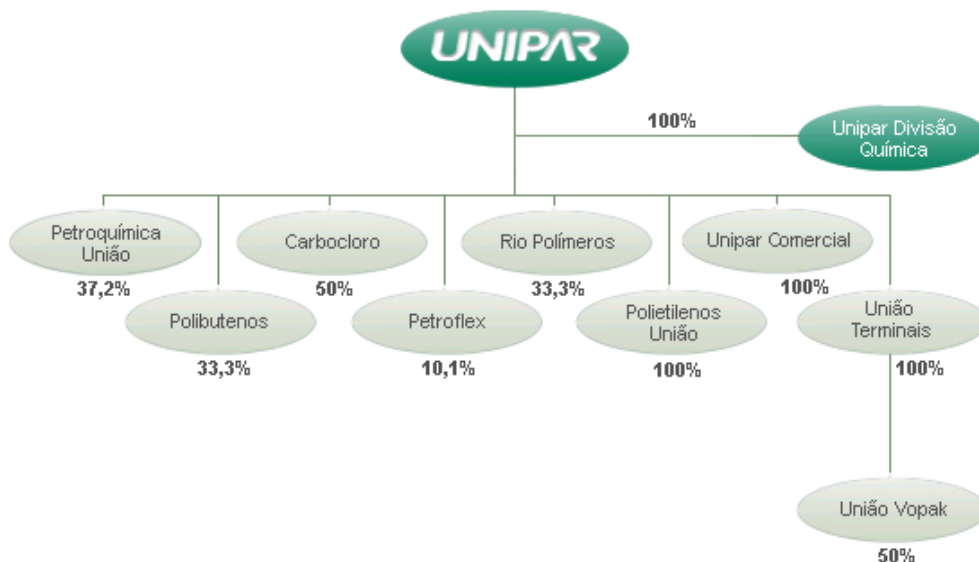 UNIPAR
100%
Unipar Divisão
Química
Petroquímica
União
37,2%
Carbocloro
50%
Rio Polímeros
33,3%
Unipar Comercial
100%
Polibutenos
33,3%
Petroflex
10,1%
Polietilenos
União
100%
União
Terminais
100%
União Vopak
50%